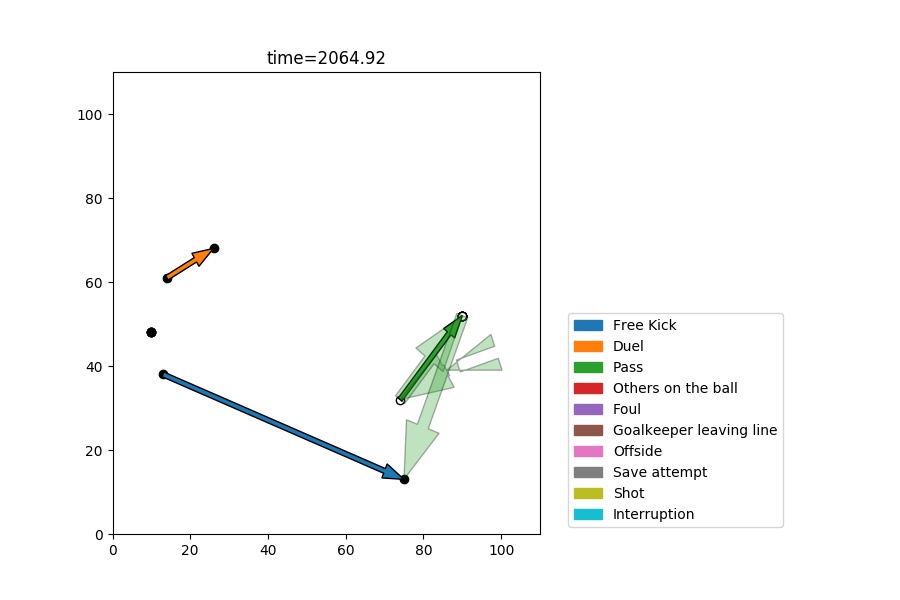 time=2064.92
100
80
60
40
20
0
0 20 40 60 80 100
Free Kick
Duel
Pass
Others on the ball
Foul
Goalkeeper leaving line
Offside
Save attempt
Shot
Interruption